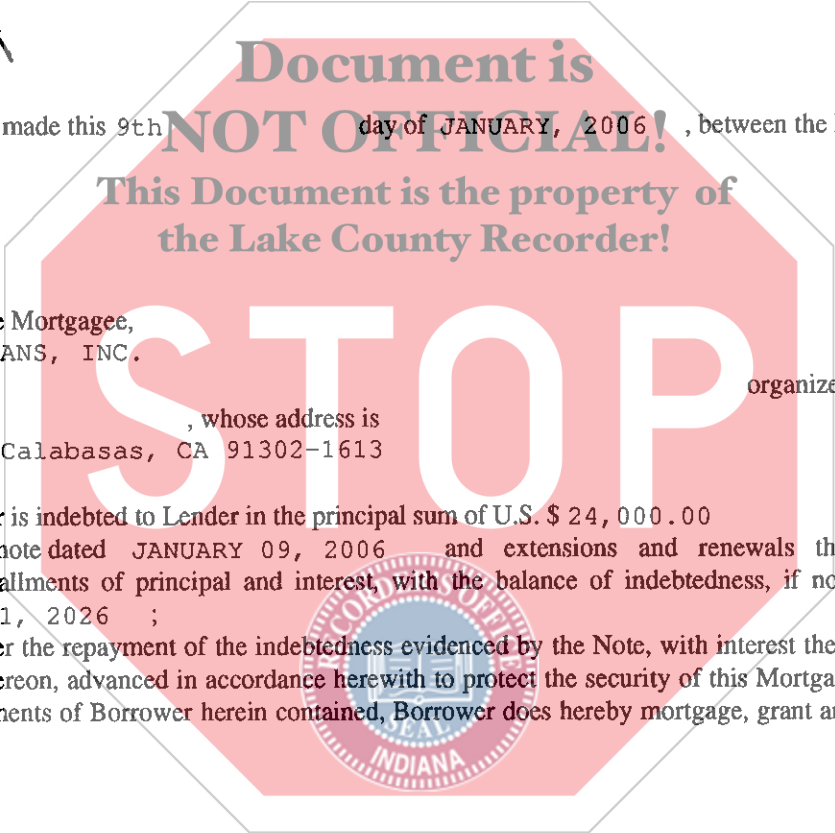 Document is
made this 9th day of JANUARY, 2006 , between the
NOT OFFICIAL!
This Document is the property of
the Lake County Recorder!
STOP
Mortgagee,
ANS, INC.
organize
, whose address is
Calabasas, CA 91302-1613
r is indebted to Lender in the principal sum of U.S. $ 24,000.00
note dated JANUARY 09, 2006 and extensions and renewals th
allments of principal and interest, with the balance of indebtedness, if no
1, 2026 ;
er the repayment of the indebtedness evidenced by the Note, with interest the
ereon, advanced in accordance herewith to protect the security of this Mortga
nents of Borrower herein contained, Borrower does hereby mortgage, grant a
RECORDER'S OFFICE
SEAL
INDIANA